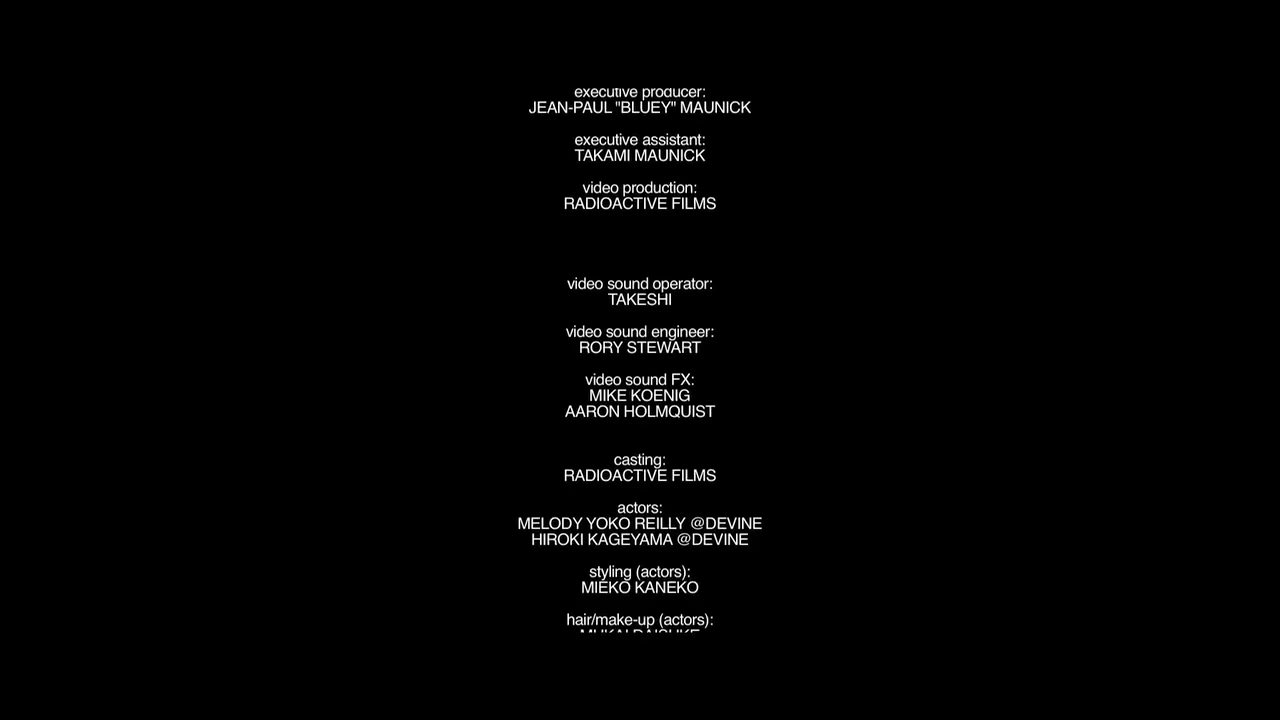 executive producer:
JEAN-PAUL "BLUEY" MAUNICK
executive assistant:
TAKAMI MAUNICK
video production:
RADIOACTIVE FILMS
video sound operator:
TAKESHI
video sound engineer:
RORY STEWART
video sound FX:
MIKE KOENIG
AARON HOLMQUIST
casting:
RADIOACTIVE FILMS
actors:
MELODY YOKO REILLY @DEVINE
HIROKI KAGEYAMA @DEVINE
styling (actors):
MIEKO KANEKO
hair/make-up (actors):
MUKAI DAISUKE